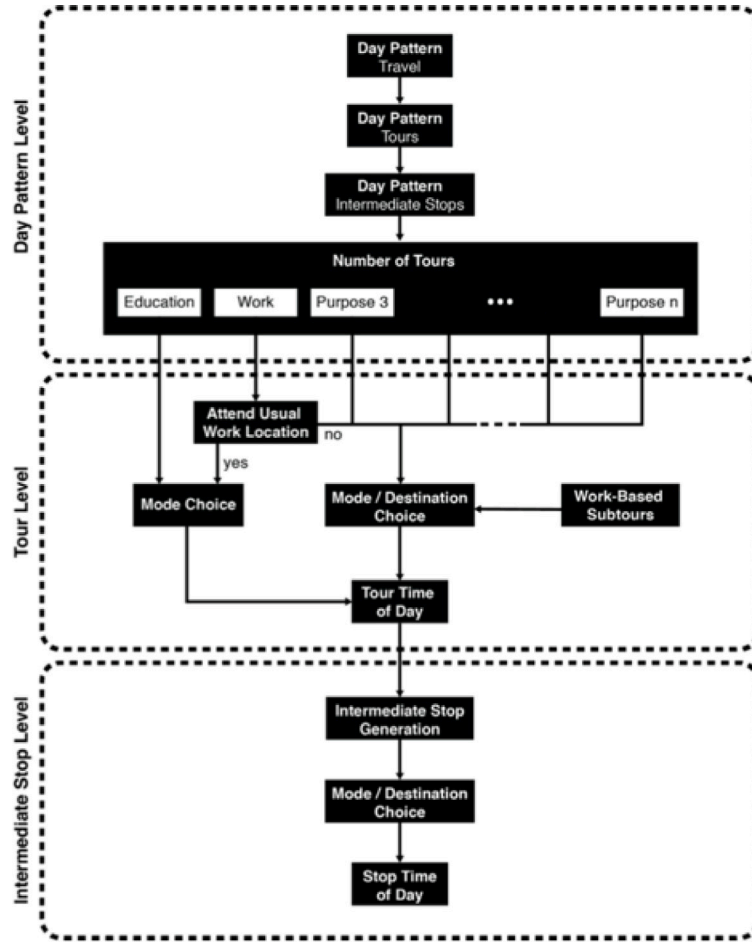 Day Pattern Level
Day Pattern
Travel
Day Pattern
Tours
Day Pattern
Intermediate Stops
Number of Tours
Education
Work
Purpose 3
•••
Purpose n
Tour Level
Attend Usual
Work Location
no
yes
Mode Choice
Mode / Destination
Choice
Work-Based
Subtours
Tour Time
of Day
Intermediate Stop Level
Intermediate Stop
Generation
Mode / Destination
Choice
Stop Time
of Day